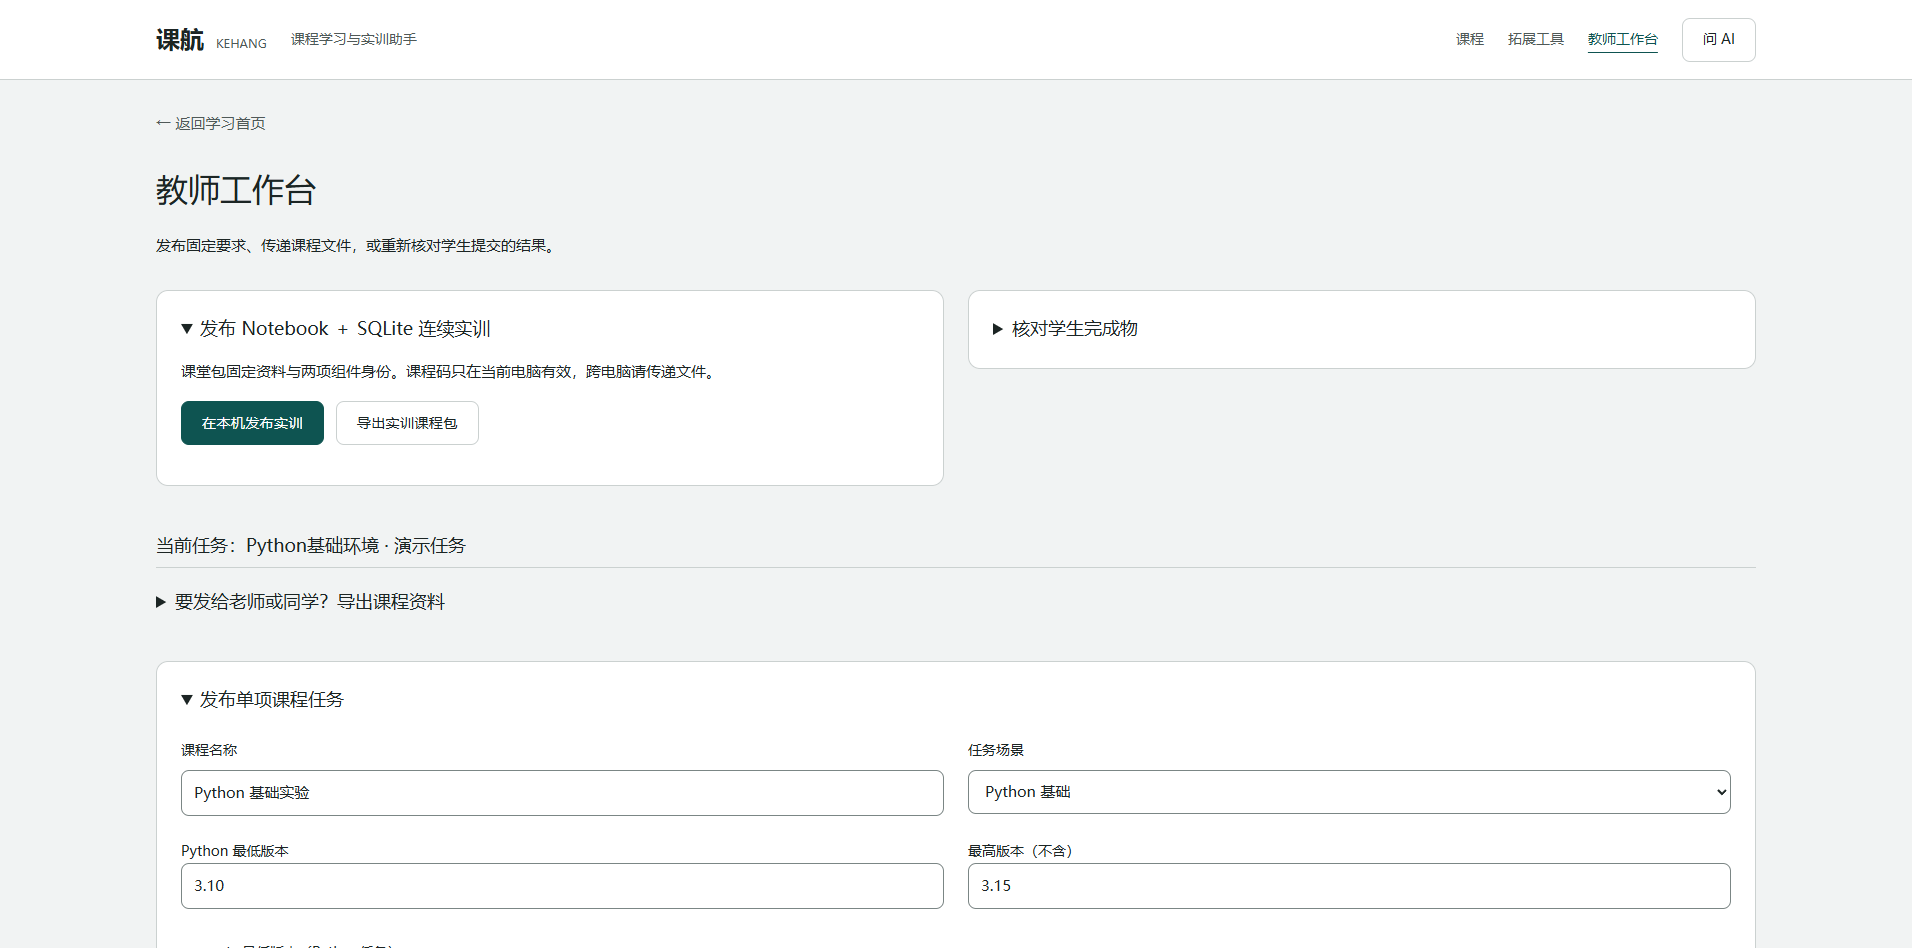 课航 KEHANG 课程学习与实训助手 课程 拓展工具 教师工作台 问 AI
← 返回学习首页
教师工作台
发布固定要求、传递课程文件，或重新核对学生提交的结果。
▼ 发布 Notebook + SQLite 连续实训
课堂包固定资料与两项组件身份。课程码只在当前电脑有效，跨电脑请传递文件。
在本机发布实训 导出实训课程包
▶ 核对学生完成物
当前任务：Python基础环境 · 演示任务
▶ 要发给老师或同学？导出课程资料
▼ 发布单项课程任务
课程名称 任务场景
Python 基础实验 Python 基础
Python 最低版本 最高版本（不含）
3.10 3.15